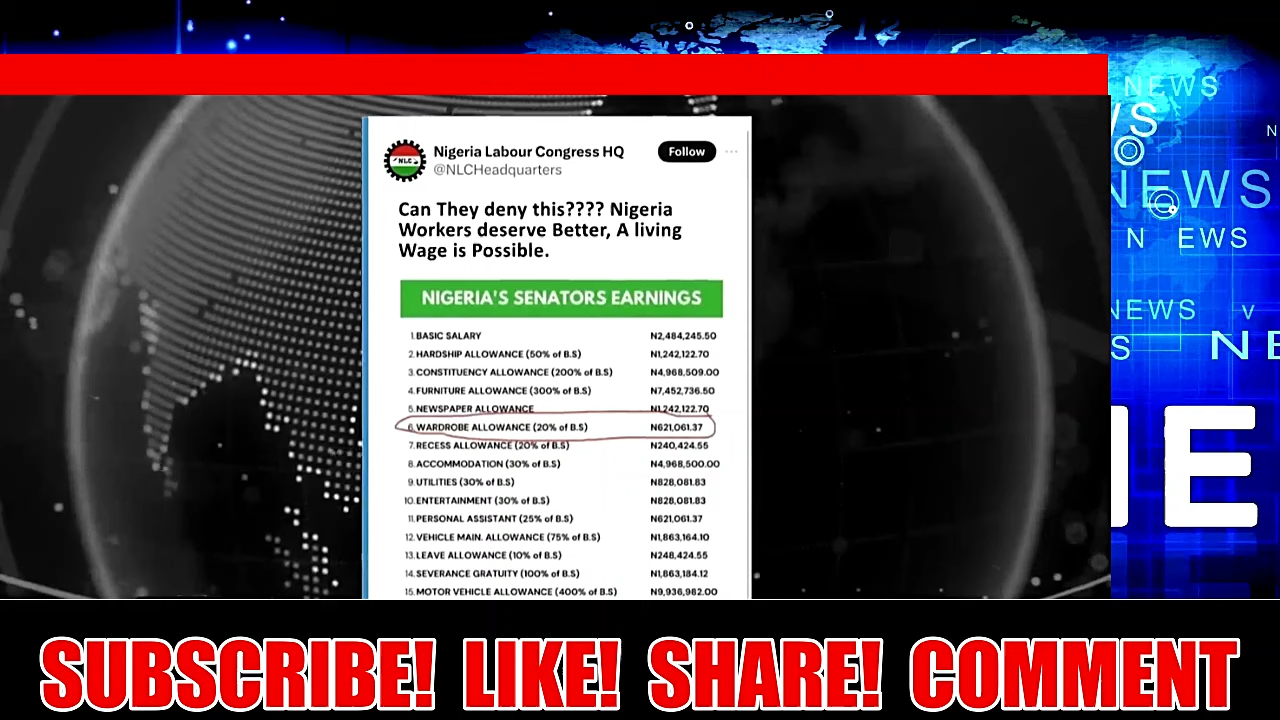 NEWS
NEWS
N EWS
NEWS
NLC
Nigeria Labour Congress HQ
Follow
@NLCHeadquarters
Can They deny this???? Nigeria
Workers deserve Better, A living
Wage is Possible.
NIGERIA'S SENATORS EARNINGS
1. BASIC SALARY N2,484,245.50
2. HARDSHIP ALLOWANCE (50% of B.S) N1,242,122.70
3. CONSTITUENCY ALLOWANCE (200% of B.S) N4,968,509.00
4. FURNITURE ALLOWANCE (300% of B.S) N7,452,736.50
5. NEWSPAPER ALLOWANCE N1,242,122.70
6. WARDROBE ALLOWANCE (20% of B.S) N621,061.37
7. RECESS ALLOWANCE (20% of B.S) N240,424.55
8. ACCOMMODATION (30% of B.S) N4,968,500.00
9. UTILITIES (30% of B.S) N828,081.83
10. ENTERTAINMENT (30% of B.S) N828,081.83
11. PERSONAL ASSISTANT (25% of B.S) N621,061.37
12. VEHICLE MAIN. ALLOWANCE (75% of B.S) N1,863,164.10
13. LEAVE ALLOWANCE (10% of B.S) N248,424.55
14. SEVERANCE GRATUITY (100% of B.S) N1,863,184.12
15. MOTOR VEHICLE ALLOWANCE (400% of B.S) N9,936,982.00
SUBSCRIBE! LIKE! SHARE! COMMENT